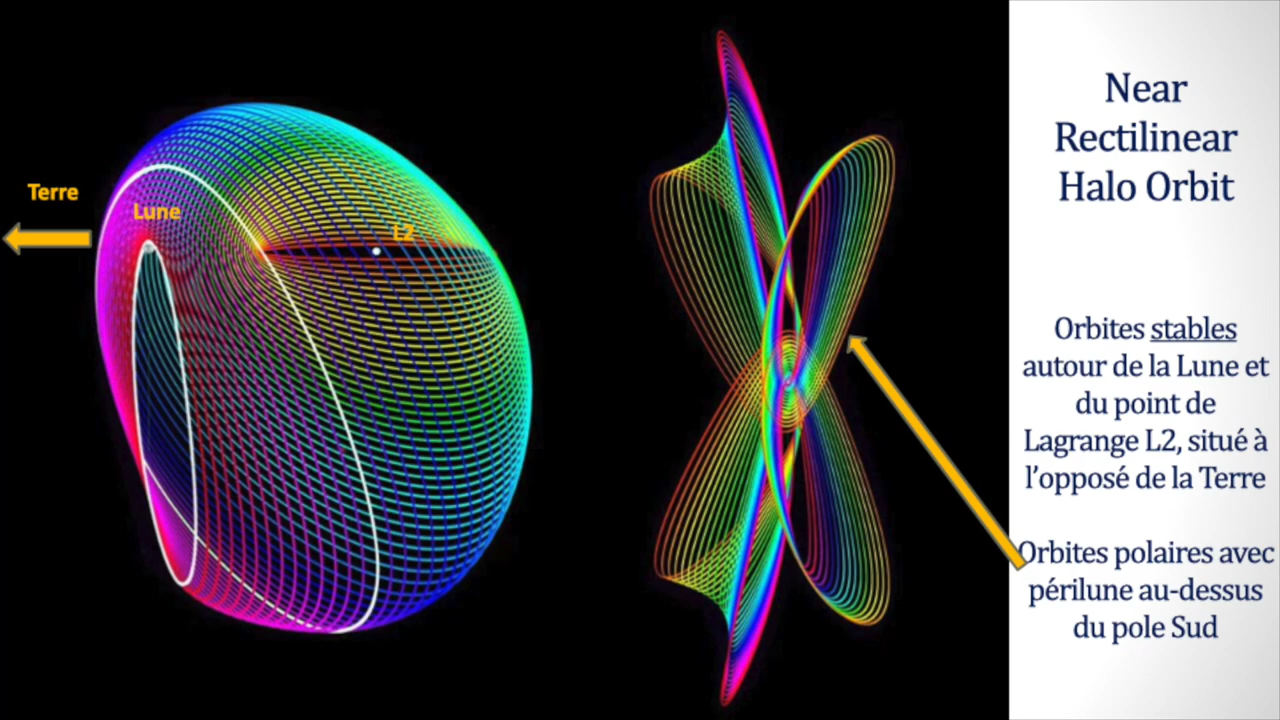 Terre
Lune
L2
Near
Rectilinear
Halo Orbit
Orbites stables
autour de la Lune et
du point de
Lagrange L2, situé à
l'opposé de la Terre
Orbites polaires avec
périlune au-dessus
du pole Sud